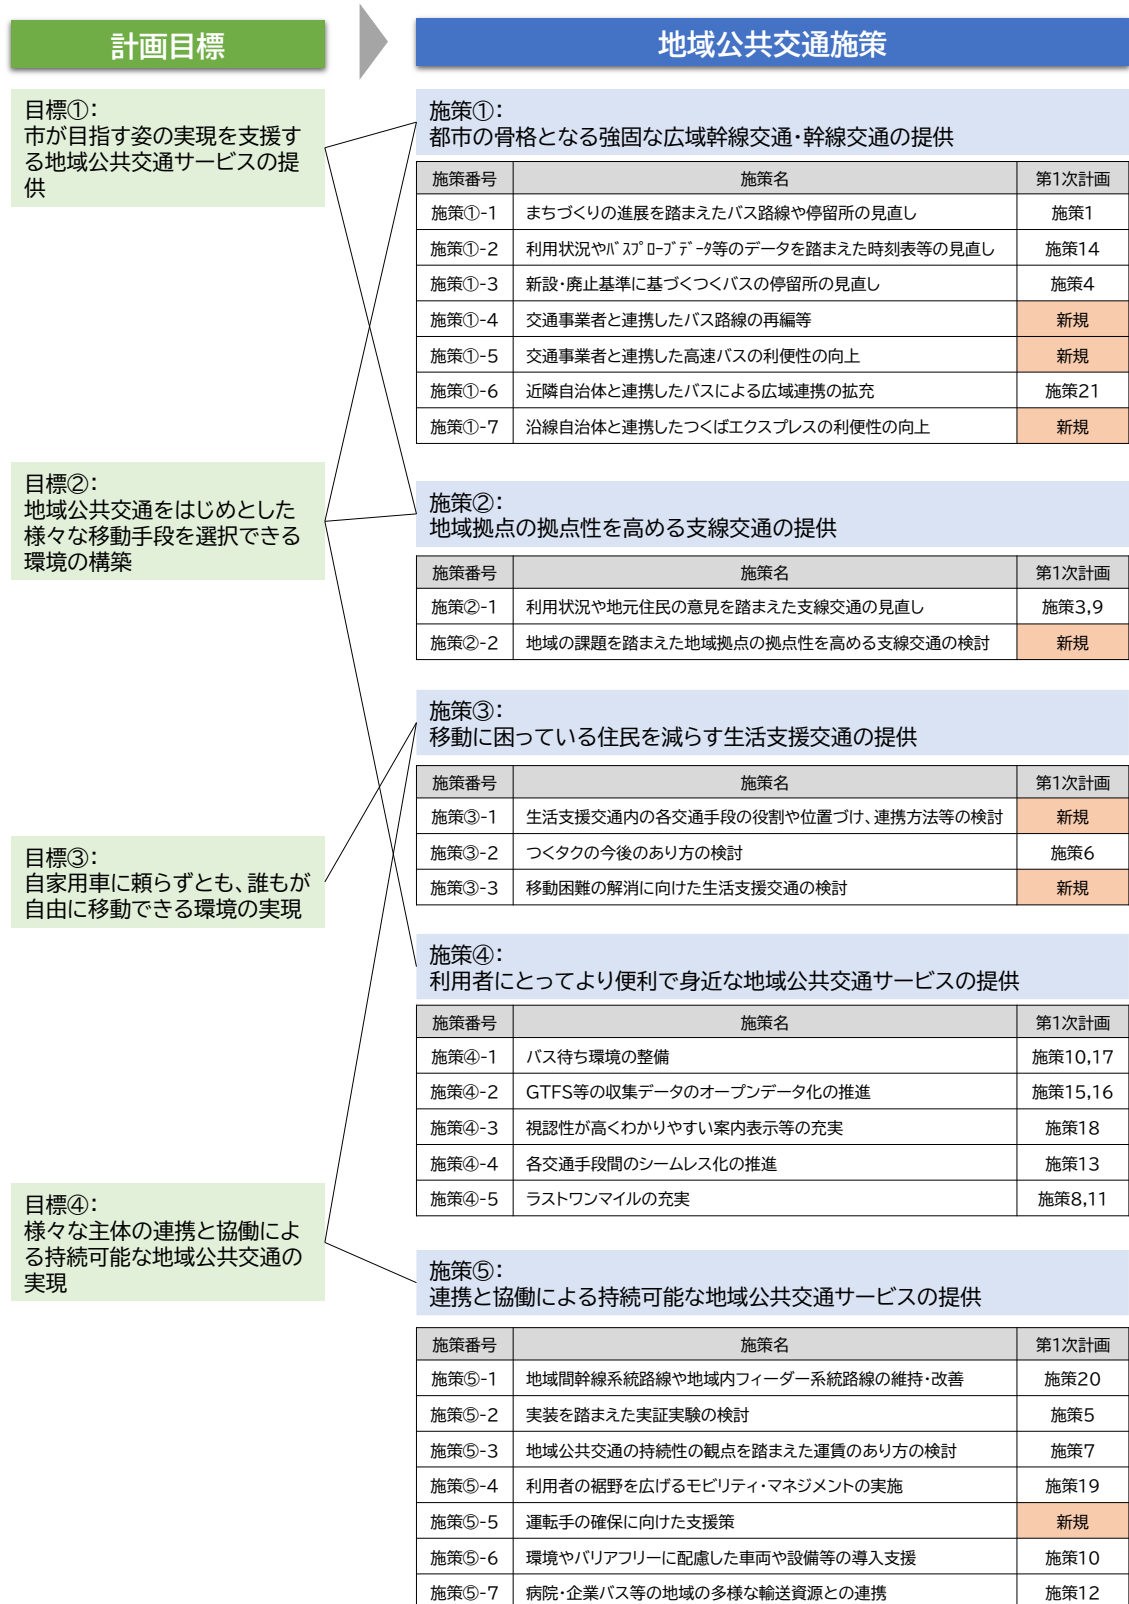 計画目標
地域公共交通施策
目標①：
市が目指す姿の実現を支援す
る地域公共交通サービスの提
供
施策①：
都市の骨格となる強固な広域幹線交通・幹線交通の提供
施策番号 施策名 第1次計画
施策①-1 まちづくりの進展を踏まえたバス路線や停留所の見直し 施策1
施策①-2 利用状況やﾊﾞｽﾌﾟﾛｰﾌﾞﾃﾞｰﾀ等のデータを踏まえた時刻表等の見直し 施策14
施策①-3 新設・廃止基準に基づくつくバスの停留所の見直し 施策4
施策①-4 交通事業者と連携したバス路線の再編等 新規
施策①-5 交通事業者と連携した高速バスの利便性の向上 新規
施策①-6 近隣自治体と連携したバスによる広域連携の拡充 施策21
施策①-7 沿線自治体と連携したつくばエクスプレスの利便性の向上 新規
目標②：
地域公共交通をはじめとした
様々な移動手段を選択できる
環境の構築
施策②：
地域拠点の拠点性を高める支線交通の提供
施策番号 施策名 第1次計画
施策②-1 利用状況や地元住民の意見を踏まえた支線交通の見直し 施策3,9
施策②-2 地域の課題を踏まえた地域拠点の拠点性を高める支線交通の検討 新規
施策③：
移動に困っている住民を減らす生活支援交通の提供
施策番号 施策名 第1次計画
施策③-1 生活支援交通内の各交通手段の役割や位置づけ、連携方法等の検討 新規
施策③-2 つくタクの今後のあり方の検討 施策6
施策③-3 移動困難の解消に向けた生活支援交通の検討 新規
目標③：
自家用車に頼らずとも、誰もが
自由に移動できる環境の実現
施策④：
利用者にとってより便利で身近な地域公共交通サービスの提供
施策番号 施策名 第1次計画
施策④-1 バス待ち環境の整備 施策10,17
施策④-2 GTFS等の収集データのオープンデータ化の推進 施策15,16
施策④-3 視認性が高くわかりやすい案内表示等の充実 施策18
施策④-4 各交通手段間のシームレス化の推進 施策13
施策④-5 ラストワンマイルの充実 施策8,11
目標④：
様々な主体の連携と協働によ
る持続可能な地域公共交通の
実現
施策⑤：
連携と協働による持続可能な地域公共交通サービスの提供
施策番号 施策名 第1次計画
施策⑤-1 地域間幹線系統路線や地域内フィーダー系統路線の維持・改善 施策20
施策⑤-2 実装を踏まえた実証実験の検討 施策5
施策⑤-3 地域公共交通の持続性の観点を踏まえた運賃のあり方の検討 施策7
施策⑤-4 利用者の裾野を広げるモビリティ・マネジメントの実施 施策19
施策⑤-5 運転手の確保に向けた支援策 新規
施策⑤-6 環境やバリアフリーに配慮した車両や設備等の導入支援 施策10
施策⑤-7 病院・企業バス等の地域の多様な輸送資源との連携 施策12